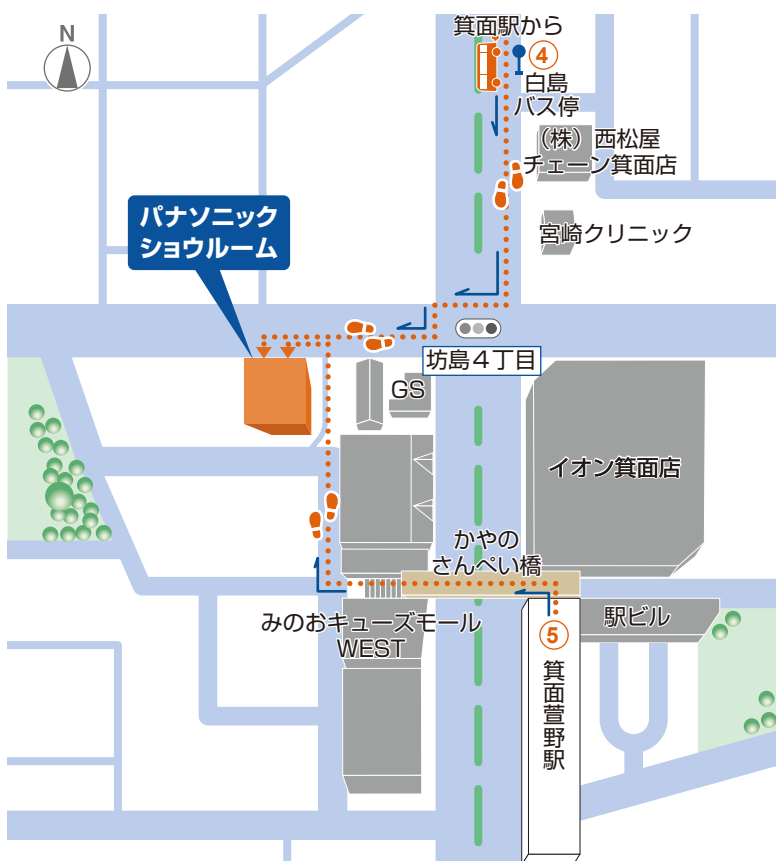 N
箕面駅から
④
白島
バス停
(株)西松屋
チェーン箕面店
宮崎クリニック
パナソニック
ショウルーム
坊島4丁目
GS
イオン箕面店
かやの
さんぺい橋
みのおキューズモール
WEST
駅ビル
⑤
箕面萱野駅